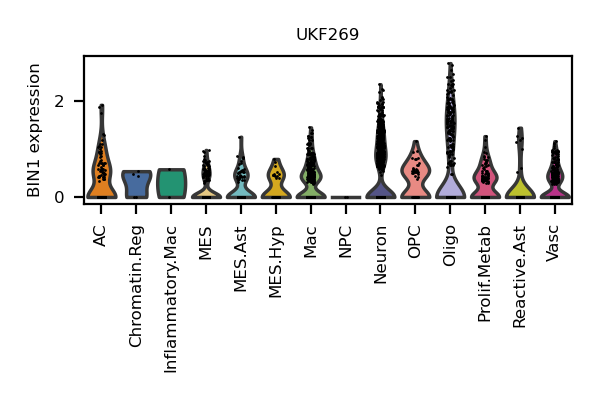 UKF269
BIN1 expression
2
0
AC
Chromatin.Reg
Inflammatory.Mac
MES
MES.Ast
MES.Hyp
Mac
NPC
Neuron
OPC
Oligo
Prolif.Metab
Reactive.Ast
Vasc